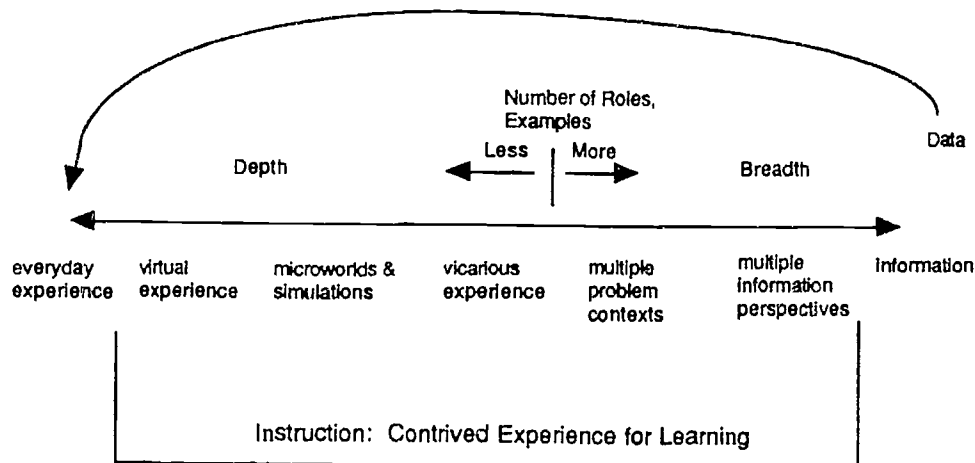 Number of Roles,
Examples
Data
Less More
Depth
Breadth
everyday
experience
virtual
experience
microworlds &
simulations
vicarious
experience
multiple
problem
contexts
multiple
information
perspectives
information
Instruction: Contrived Experience for Learning